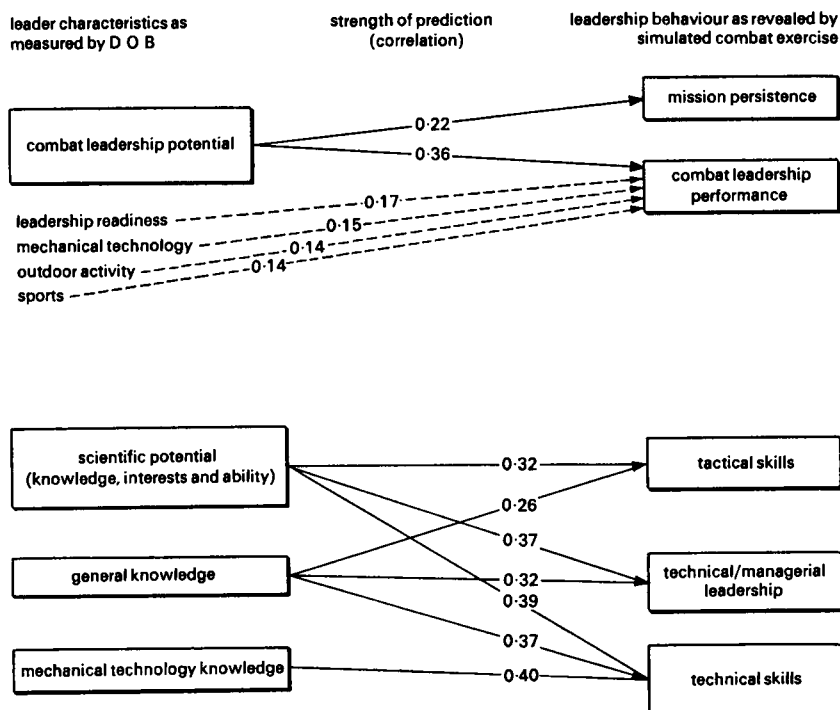 leader characteristics as
measured by D O B
strength of prediction
(correlation)
leadership behaviour as revealed by
simulated combat exercise
mission persistence
combat leadership potential
0·22
0·36
combat leadership
performance
leadership readiness
0·17
mechanical technology
0·15
outdoor activity
0·14
sports
0·14
scientific potential
(knowledge, interests and ability)
0·32
tactical skills
0·26
0·37
general knowledge
0·32
technical/managerial
leadership
0·39
0·37
mechanical technology knowledge
0·40
technical skills